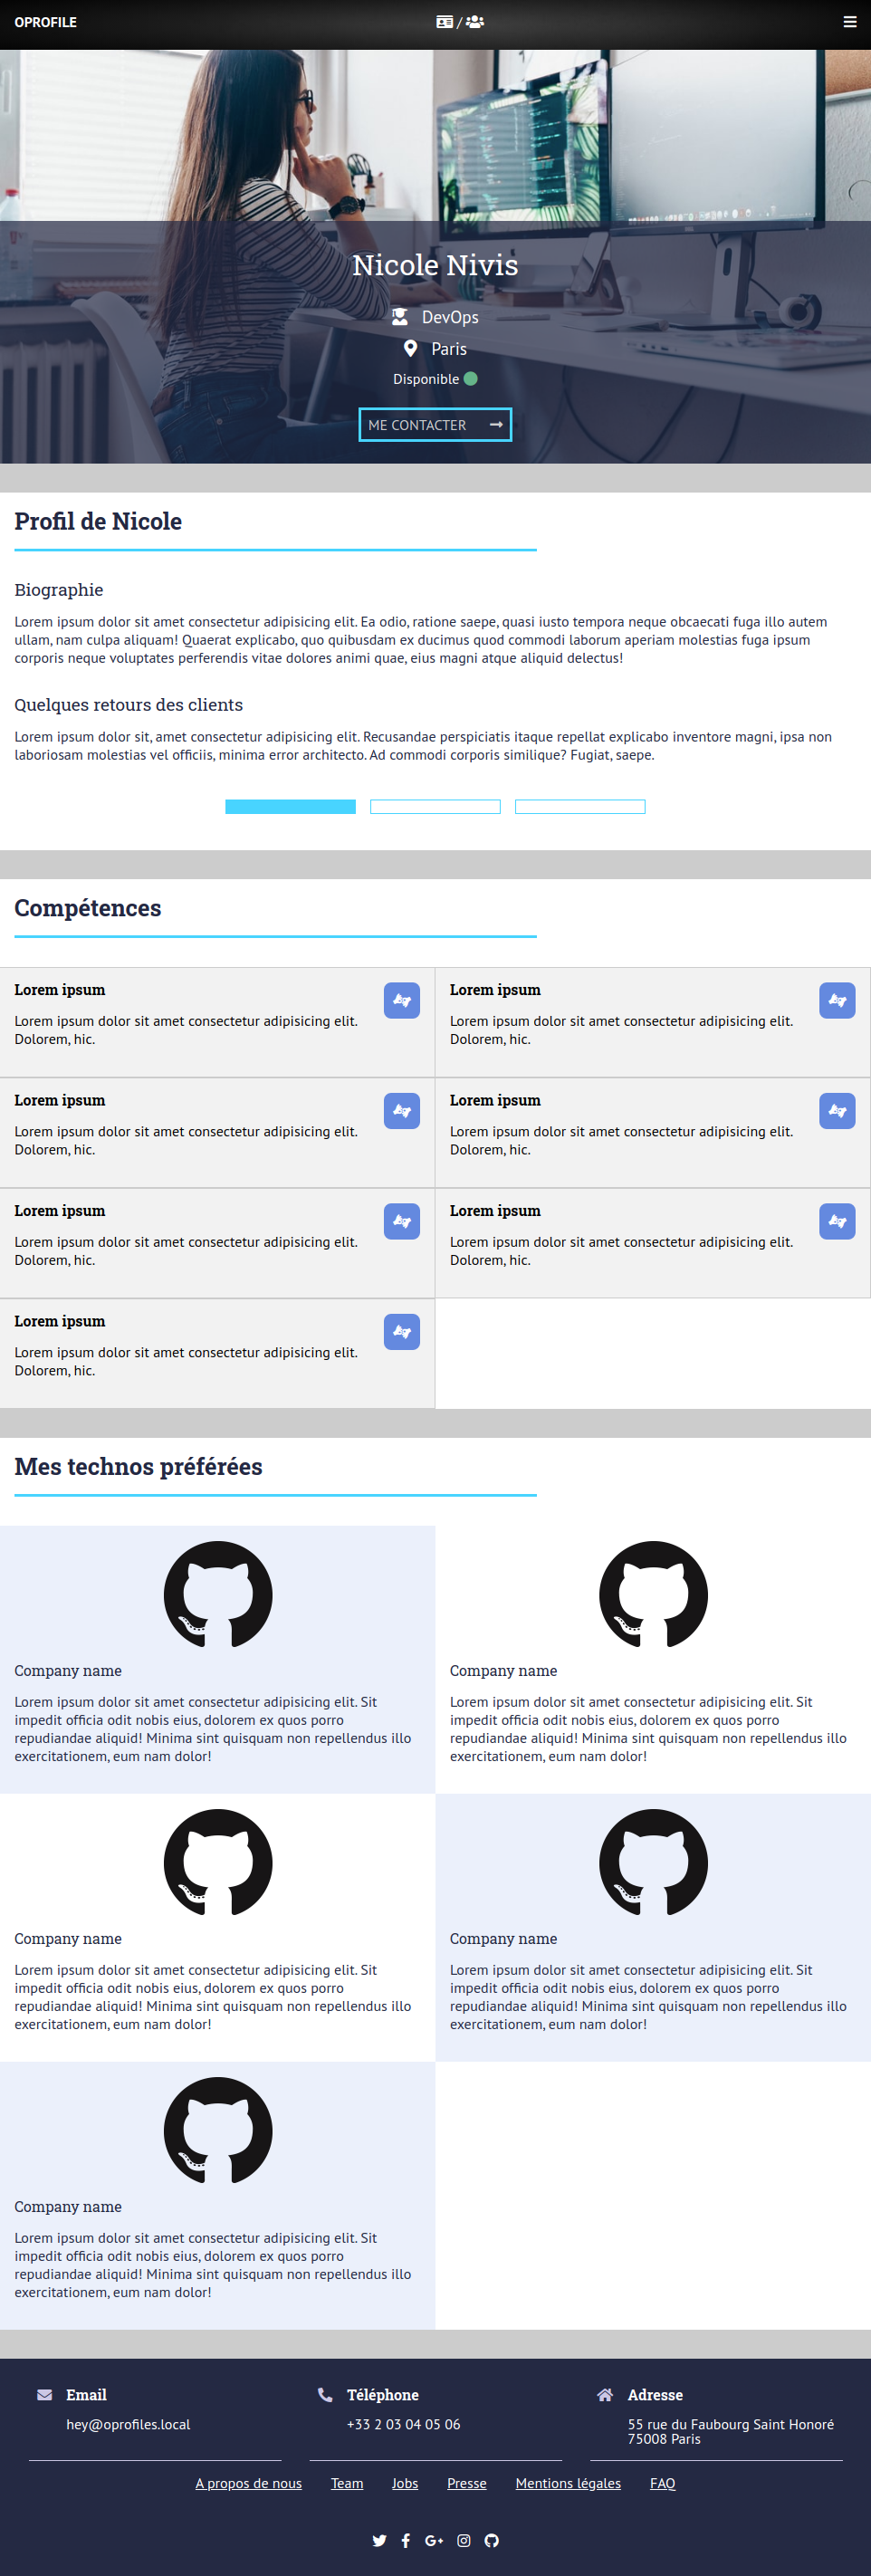 OPROFILE
/
Nicole Nivis
DevOps
Paris
Disponible
ME CONTACTER
Profil de Nicole
Biographie
Lorem ipsum dolor sit amet consectetur adipisicing elit. Ea odio, ratione saepe, quasi iusto tempora neque obcaecati fuga illo autem
ullam, nam culpa aliquam! Quaerat explicabo, quo quibusdam ex ducimus quod commodi laborum aperiam molestias fuga ipsum
corporis neque voluptates perferendis vitae dolores animi quae, eius magni atque aliquid delectus!
Quelques retours des clients
Lorem ipsum dolor sit, amet consectetur adipisicing elit. Recusandae perspiciatis itaque repellat explicabo inventore magni, ipsa non
laboriosam molestias vel officiis, minima error architecto. Ad commodi corporis similique? Fugiat, saepe.
Compétences
Lorem ipsum
Lorem ipsum dolor sit amet consectetur adipisicing elit.
Dolorem, hic.
Lorem ipsum
Lorem ipsum dolor sit amet consectetur adipisicing elit.
Dolorem, hic.
Lorem ipsum
Lorem ipsum dolor sit amet consectetur adipisicing elit.
Dolorem, hic.
Lorem ipsum
Lorem ipsum dolor sit amet consectetur adipisicing elit.
Dolorem, hic.
Lorem ipsum
Lorem ipsum dolor sit amet consectetur adipisicing elit.
Dolorem, hic.
Lorem ipsum
Lorem ipsum dolor sit amet consectetur adipisicing elit.
Dolorem, hic.
Lorem ipsum
Lorem ipsum dolor sit amet consectetur adipisicing elit.
Dolorem, hic.
Mes technos préférées
Company name
Lorem ipsum dolor sit amet consectetur adipisicing elit. Sit
impedit officia odit nobis eius, dolorem ex quos porro
repudiandae aliquid! Minima sint quisquam non repellendus illo
exercitationem, eum nam dolor!
Company name
Lorem ipsum dolor sit amet consectetur adipisicing elit. Sit
impedit officia odit nobis eius, dolorem ex quos porro
repudiandae aliquid! Minima sint quisquam non repellendus illo
exercitationem, eum nam dolor!
Company name
Lorem ipsum dolor sit amet consectetur adipisicing elit. Sit
impedit officia odit nobis eius, dolorem ex quos porro
repudiandae aliquid! Minima sint quisquam non repellendus illo
exercitationem, eum nam dolor!
Company name
Lorem ipsum dolor sit amet consectetur adipisicing elit. Sit
impedit officia odit nobis eius, dolorem ex quos porro
repudiandae aliquid! Minima sint quisquam non repellendus illo
exercitationem, eum nam dolor!
Company name
Lorem ipsum dolor sit amet consectetur adipisicing elit. Sit
impedit officia odit nobis eius, dolorem ex quos porro
repudiandae aliquid! Minima sint quisquam non repellendus illo
exercitationem, eum nam dolor!
Email
hey@oprofiles.local
Téléphone
+33 2 03 04 05 06
Adresse
55 rue du Faubourg Saint Honoré
75008 Paris
A propos de nous Team Jobs Presse Mentions légales FAQ